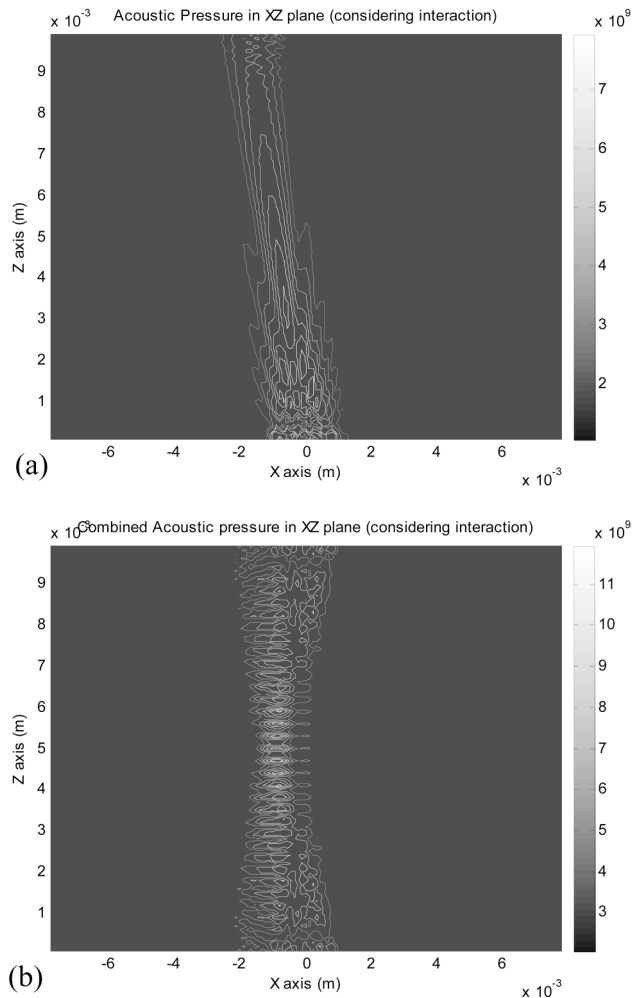 Acoustic Pressure in XZ plane (considering interaction)
x 10⁻³
x 10⁹
9
8
7
6
5
4
3
2
1
Z axis (m)
9
8
7
6
5
4
3
2
-6 -4 -2 0 2 4 6
X axis (m)
x 10⁻³
(a)
Combined Acoustic pressure in XZ plane (considering interaction)
x 10⁹
9
8
7
6
5
4
3
2
1
Z axis (m)
11
10
9
8
7
6
5
4
3
-6 -4 -2 0 2 4 6
X axis (m)
x 10⁻³
(b)